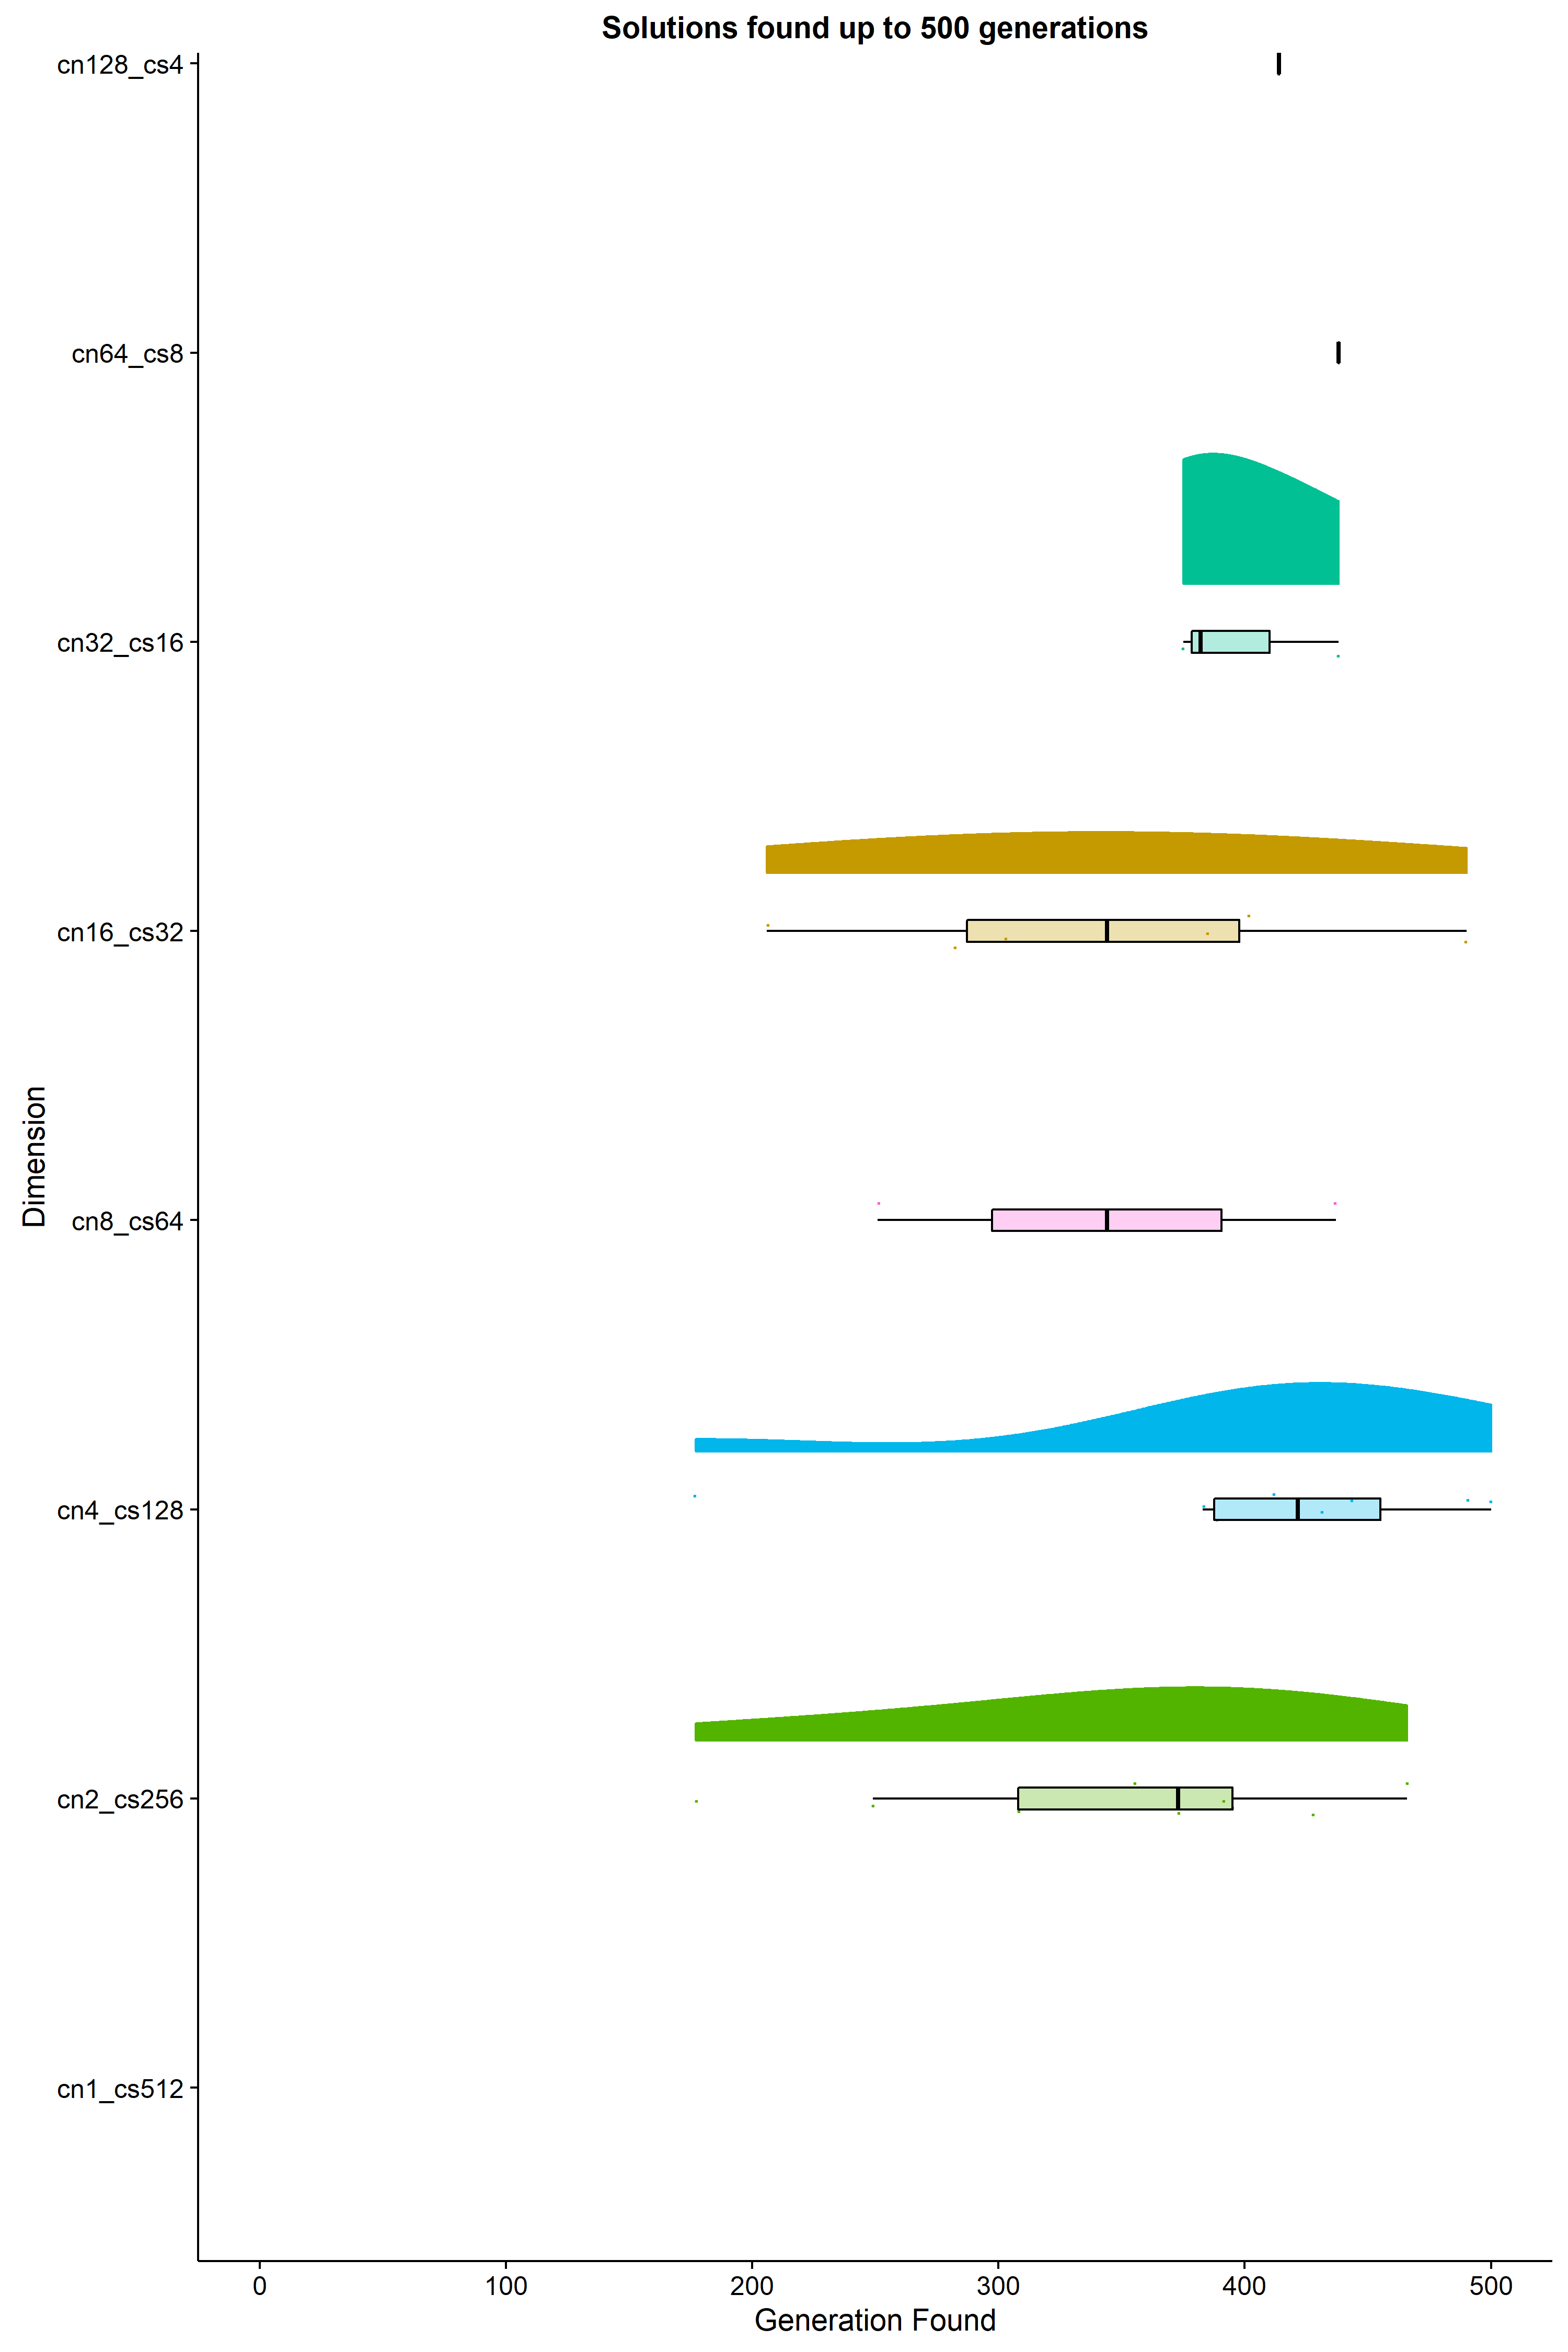 Solutions found up to 500 generations
cn128_cs4
cn64_cs8
cn32_cs16
cn16_cs32
Dimension
cn8_cs64
cn4_cs128
cn2_cs256
cn1_cs512
0 100 200 300 400 500
Generation Found